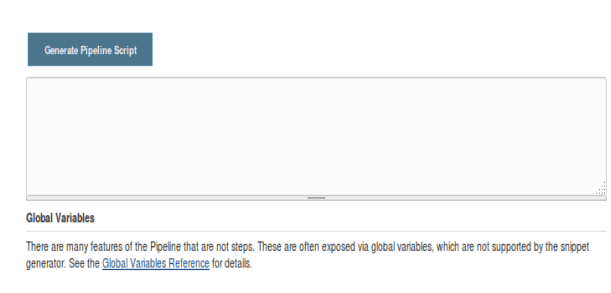 Generate Pipeline Script
Global Variables
There are many features of the Pipeline that are not steps. These are often exposed via global variables, which are not supported by the snippet
generator. See the Global Variables Reference for details.